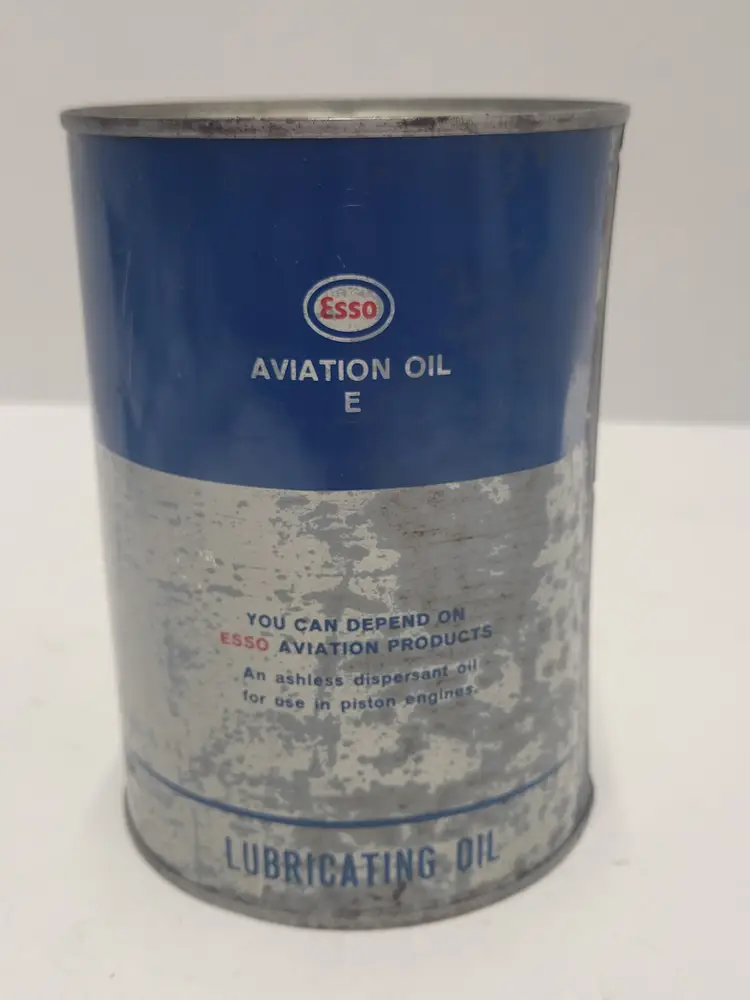 Esso
AVIATION OIL
E
YOU CAN DEPEND ON
ESSO AVIATION PRODUCTS
An ashless dispersant oil
for use in piston engines.
LUBRICATING OIL